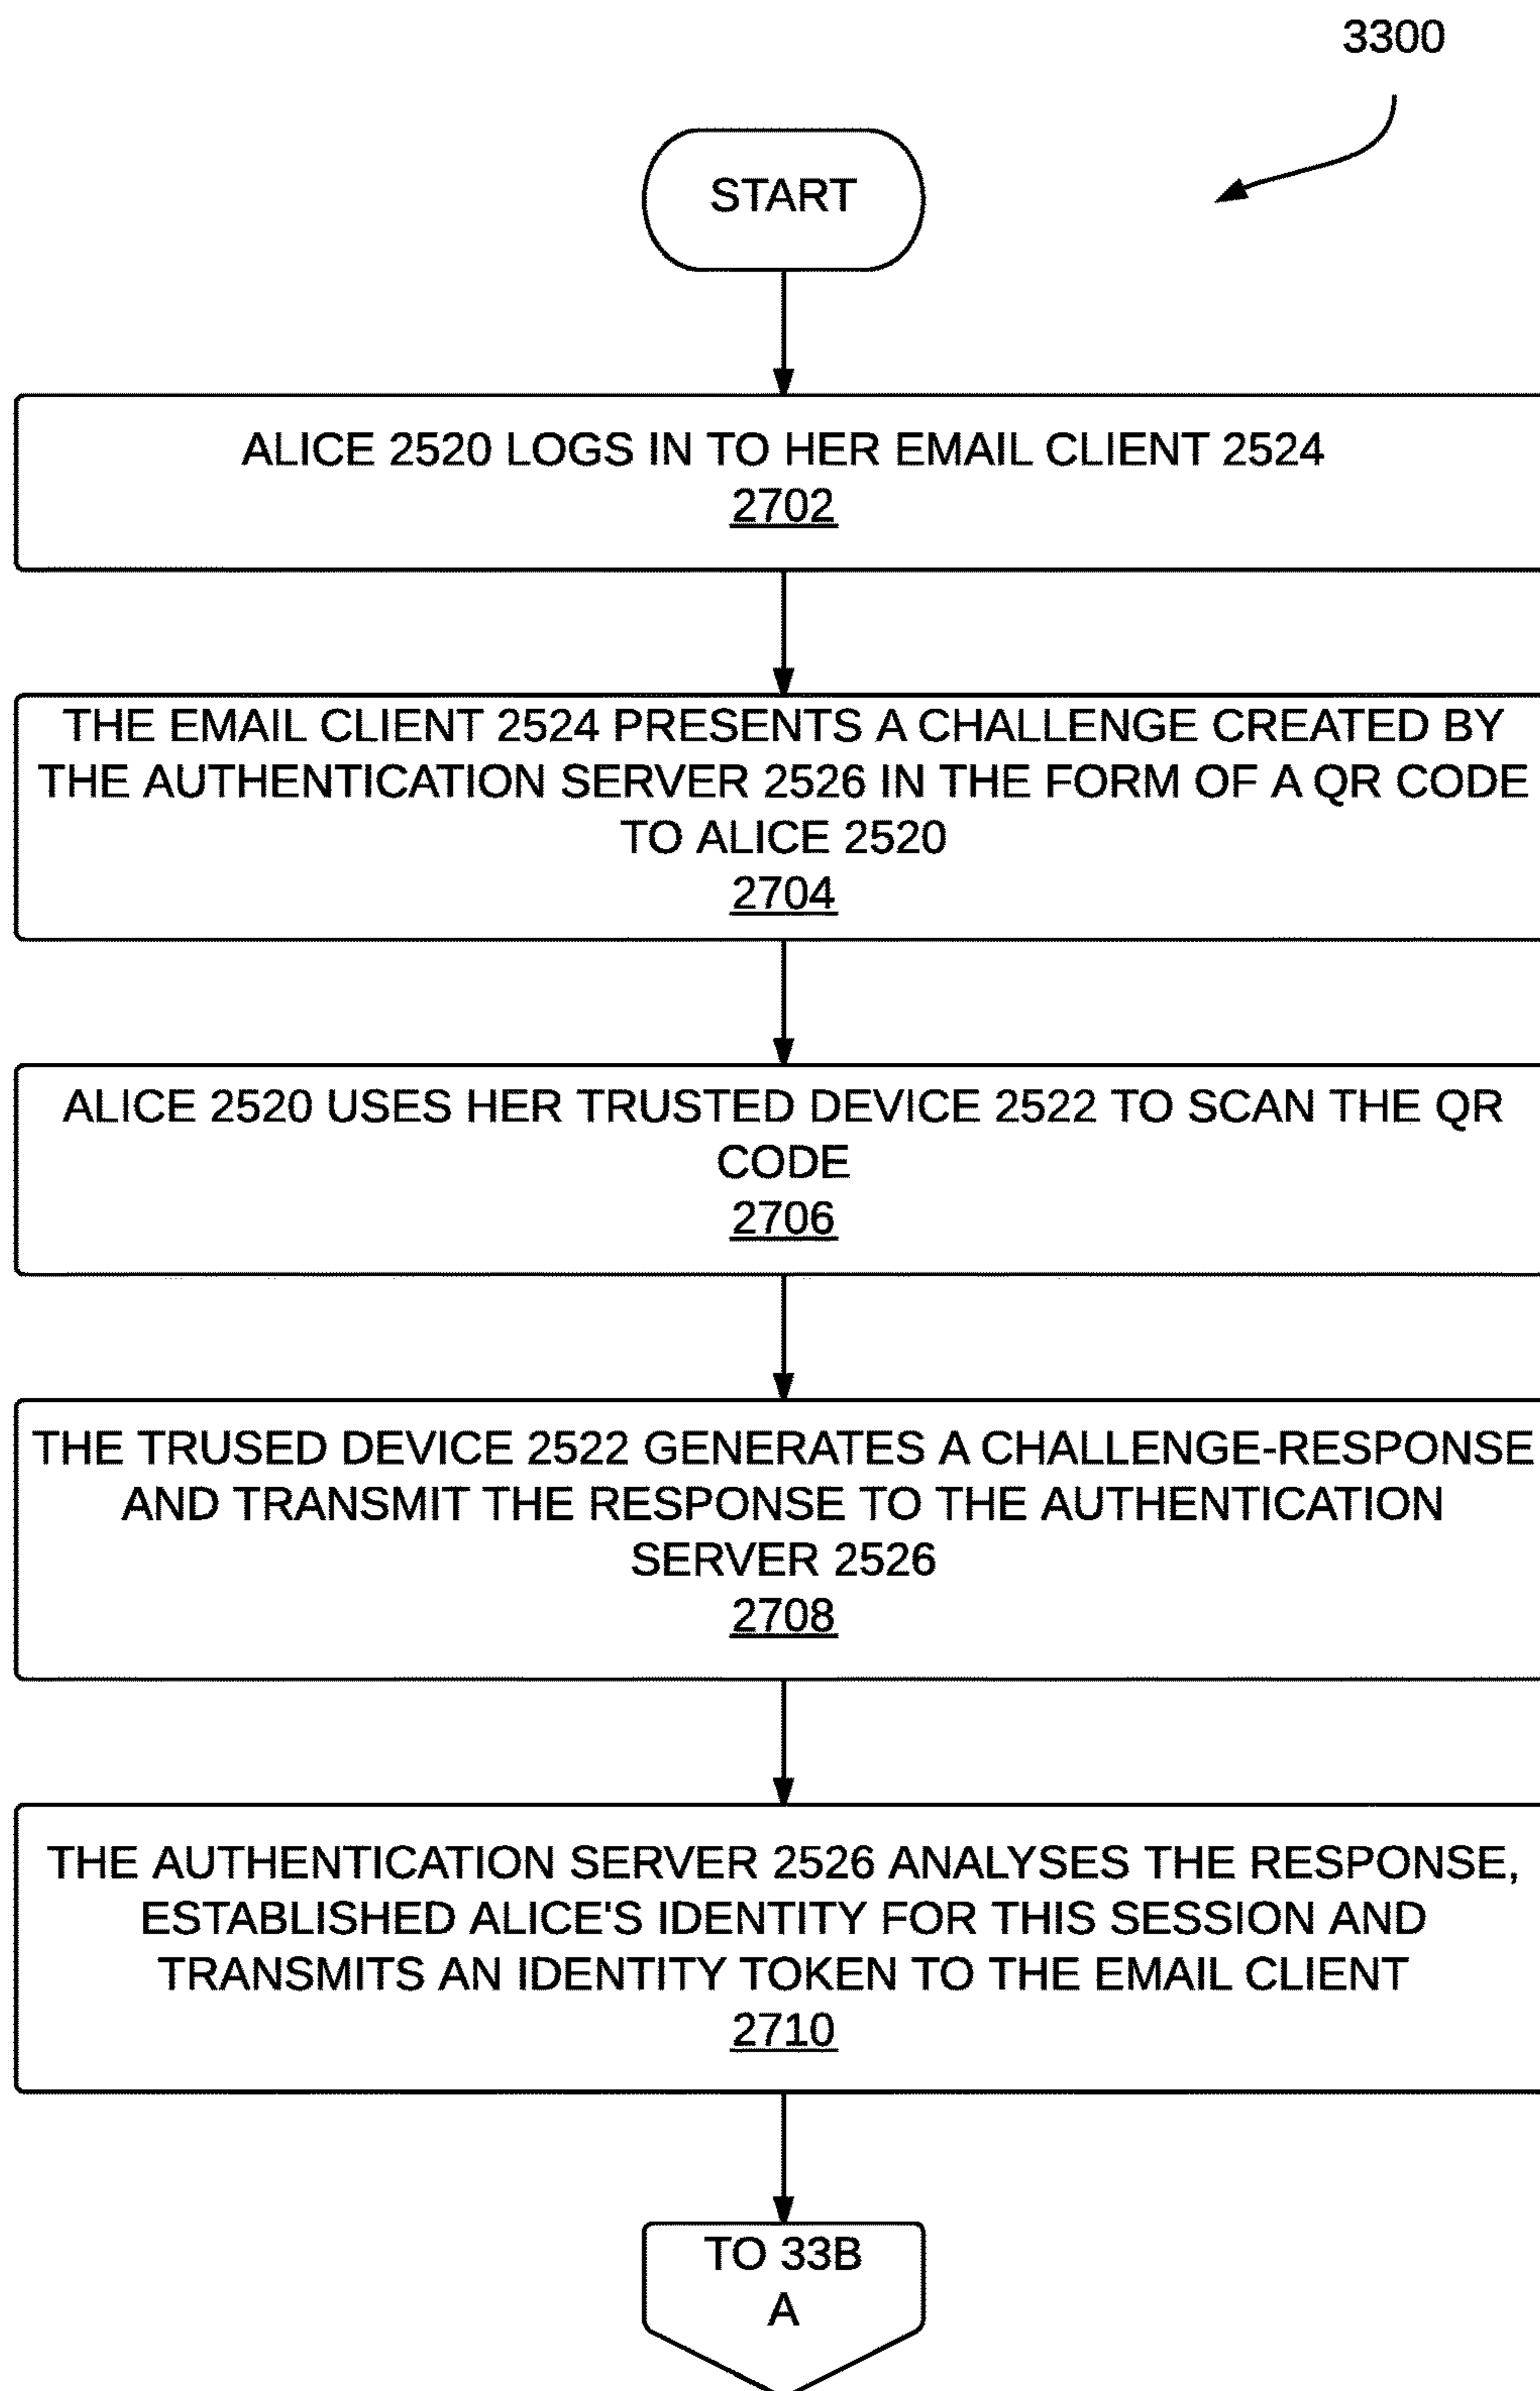 3300
START
ALICE 2520 LOGS IN TO HER EMAIL CLIENT 2524
2702
THE EMAIL CLIENT 2524 PRESENTS A CHALLENGE CREATED BY
THE AUTHENTICATION SERVER 2526 IN THE FORM OF A QR CODE
TO ALICE 2520
2704
ALICE 2520 USES HER TRUSTED DEVICE 2522 TO SCAN THE QR
CODE
2706
THE TRUSED DEVICE 2522 GENERATES A CHALLENGE-RESPONSE
AND TRANSMIT THE RESPONSE TO THE AUTHENTICATION
SERVER 2526
2708
THE AUTHENTICATION SERVER 2526 ANALYSES THE RESPONSE,
ESTABLISHED ALICE'S IDENTITY FOR THIS SESSION AND
TRANSMITS AN IDENTITY TOKEN TO THE EMAIL CLIENT
2710
TO 33B
A